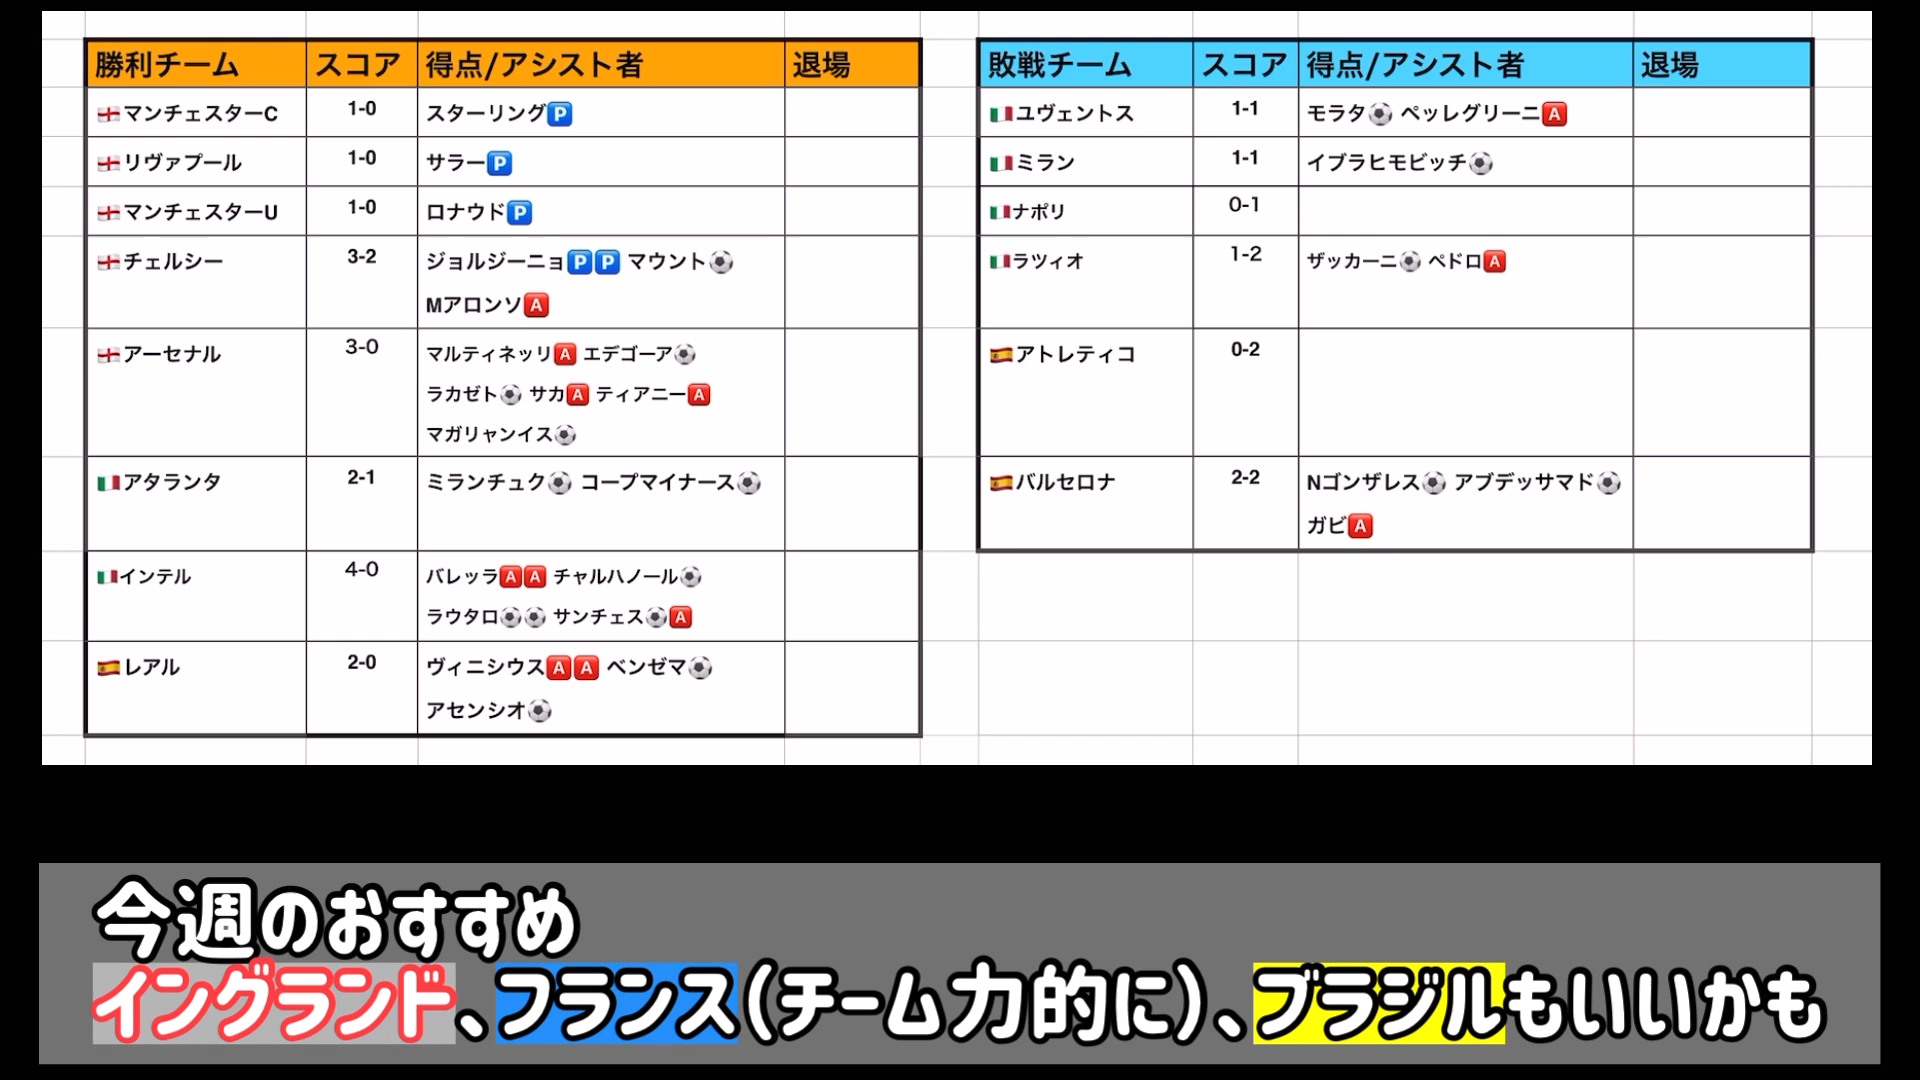 勝利チーム スコア 得点/アシスト者 退場
🏴󠁧󠁢󠁥󠁮󠁧󠁿マンチェスターC 1-0 スターリング🅿️
🏴󠁧󠁢󠁥󠁮󠁧󠁿リヴァプール 1-0 サラー🅿️
🏴󠁧󠁢󠁥󠁮󠁧󠁿マンチェスターU 1-0 ロナウド🅿️
🏴󠁧󠁢󠁥󠁮󠁧󠁿チェルシー 3-2 ジョルジーニョ🅿️🅿️ マウント⚽
Mアロンソ🅰️
🏴󠁧󠁢󠁥󠁮󠁧󠁿アーセナル 3-0 マルティネッリ🅰️ エデゴーア⚽
ラカゼト⚽ サカ🅰️ ティアニー🅰️
マガリャンイス⚽
🇮🇹アタランタ 2-1 ミランチュク⚽ コープマイナース⚽
🇮🇹インテル 4-0 バレッラ🅰️🅰️ チャルハノール⚽
ラウタロ⚽⚽ サンチェス⚽🅰️
🇪🇸レアル 2-0 ヴィニシウス🅰️🅰️ ベンゼマ⚽
アセンシオ⚽
敗戦チーム スコア 得点/アシスト者 退場
🇮🇹ユヴェントス 1-1 モラタ⚽ ペッレグリーニ🅰️
🇮🇹ミラン 1-1 イブラヒモビッチ⚽
🇮🇹ナポリ 0-1
🇮🇹ラツィオ 1-2 ザッカーニ⚽ ペドロ🅰️
🇪🇸アトレティコ 0-2
🇪🇸バルセロナ 2-2 Nゴンザレス⚽ アブデッサマド⚽
ガビ🅰️
今週のおすすめ
イングランド、フランス(チーム力的に)、ブラジルもいいかも